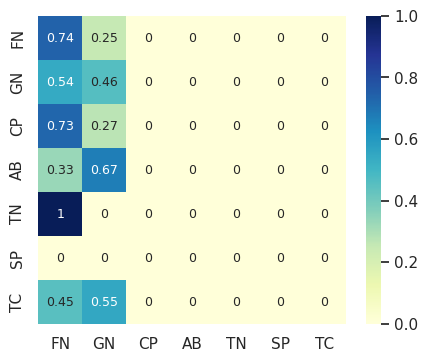 FN 0.74 0.25 0 0 0 0 0
GN 0.54 0.46 0 0 0 0 0
CP 0.73 0.27 0 0 0 0 0
AB 0.33 0.67 0 0 0 0 0
TN 1 0 0 0 0 0 0
SP 0 0 0 0 0 0 0
TC 0.45 0.55 0 0 0 0 0
FN GN CP AB TN SP TC
1.0
0.8
0.6
0.4
0.2
0.0